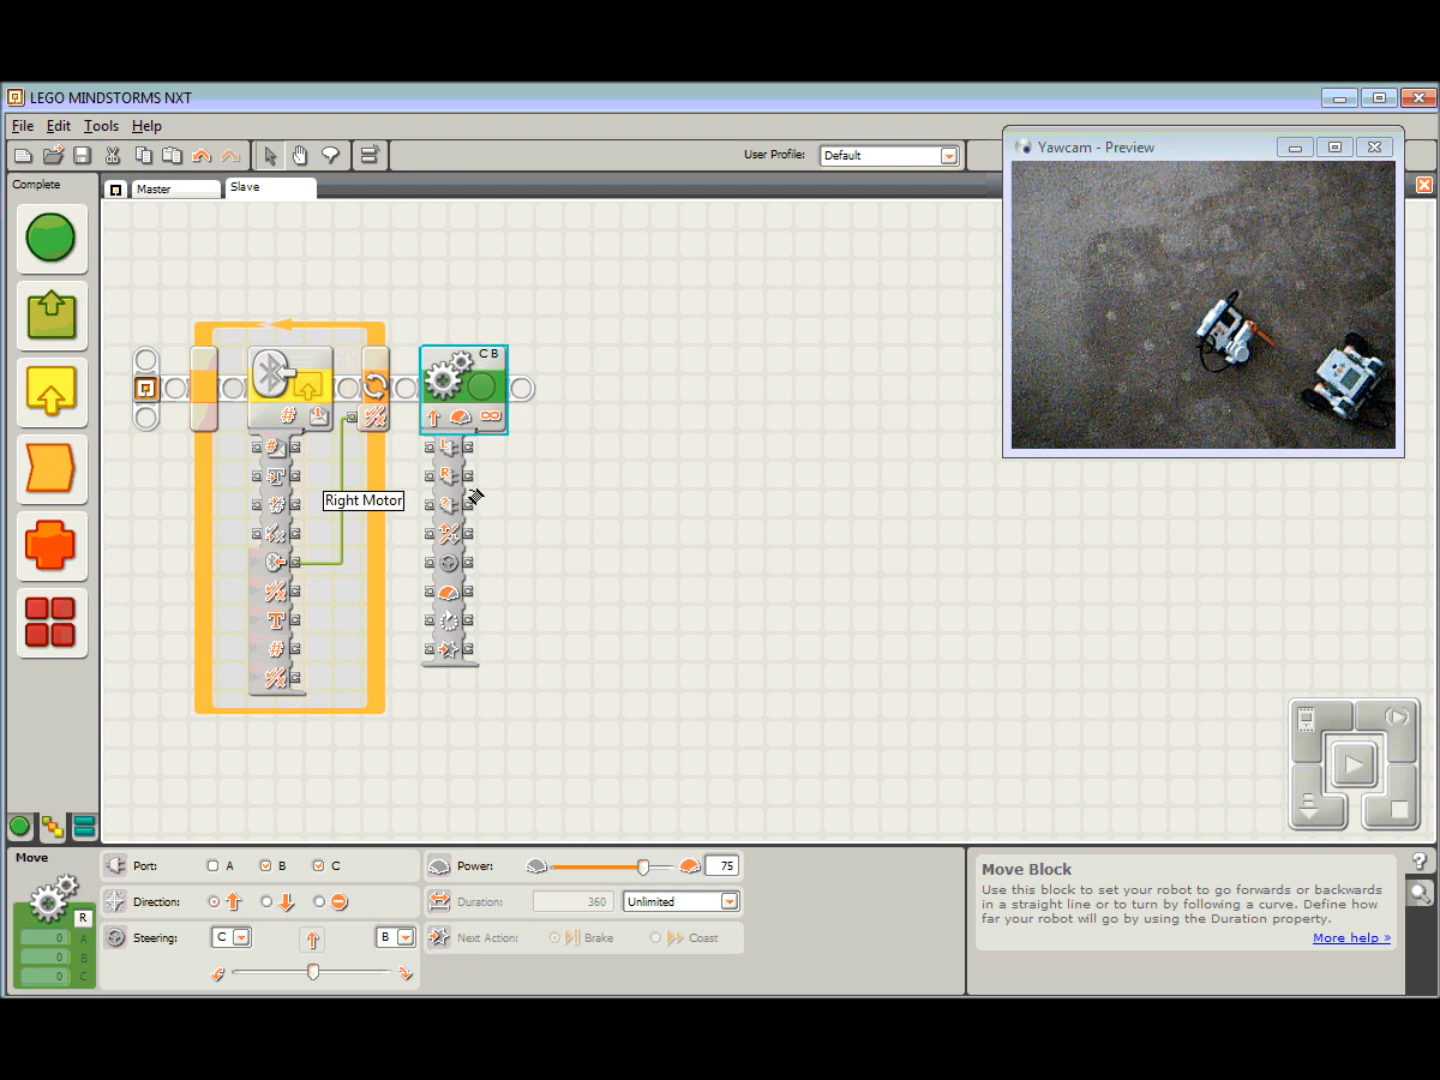 LEGO MINDSTORMS NXT
File Edit Tools Help
Yawcam - Preview
User Profile: Default
Complete
Master
Slave
C B
#
1
L
#
T
R
Right Motor
T
#
Move
R
0 A
0 B
0 C
Port: A B C
Direction:
Steering: C B
Power: 75
Duration: 360 Unlimited
Next Action: Brake Coast
Move Block
Use this block to set your robot to go forwards or backwards
in a straight line or to turn by following a curve. Define how
far your robot will go by using the Duration property.
More help »